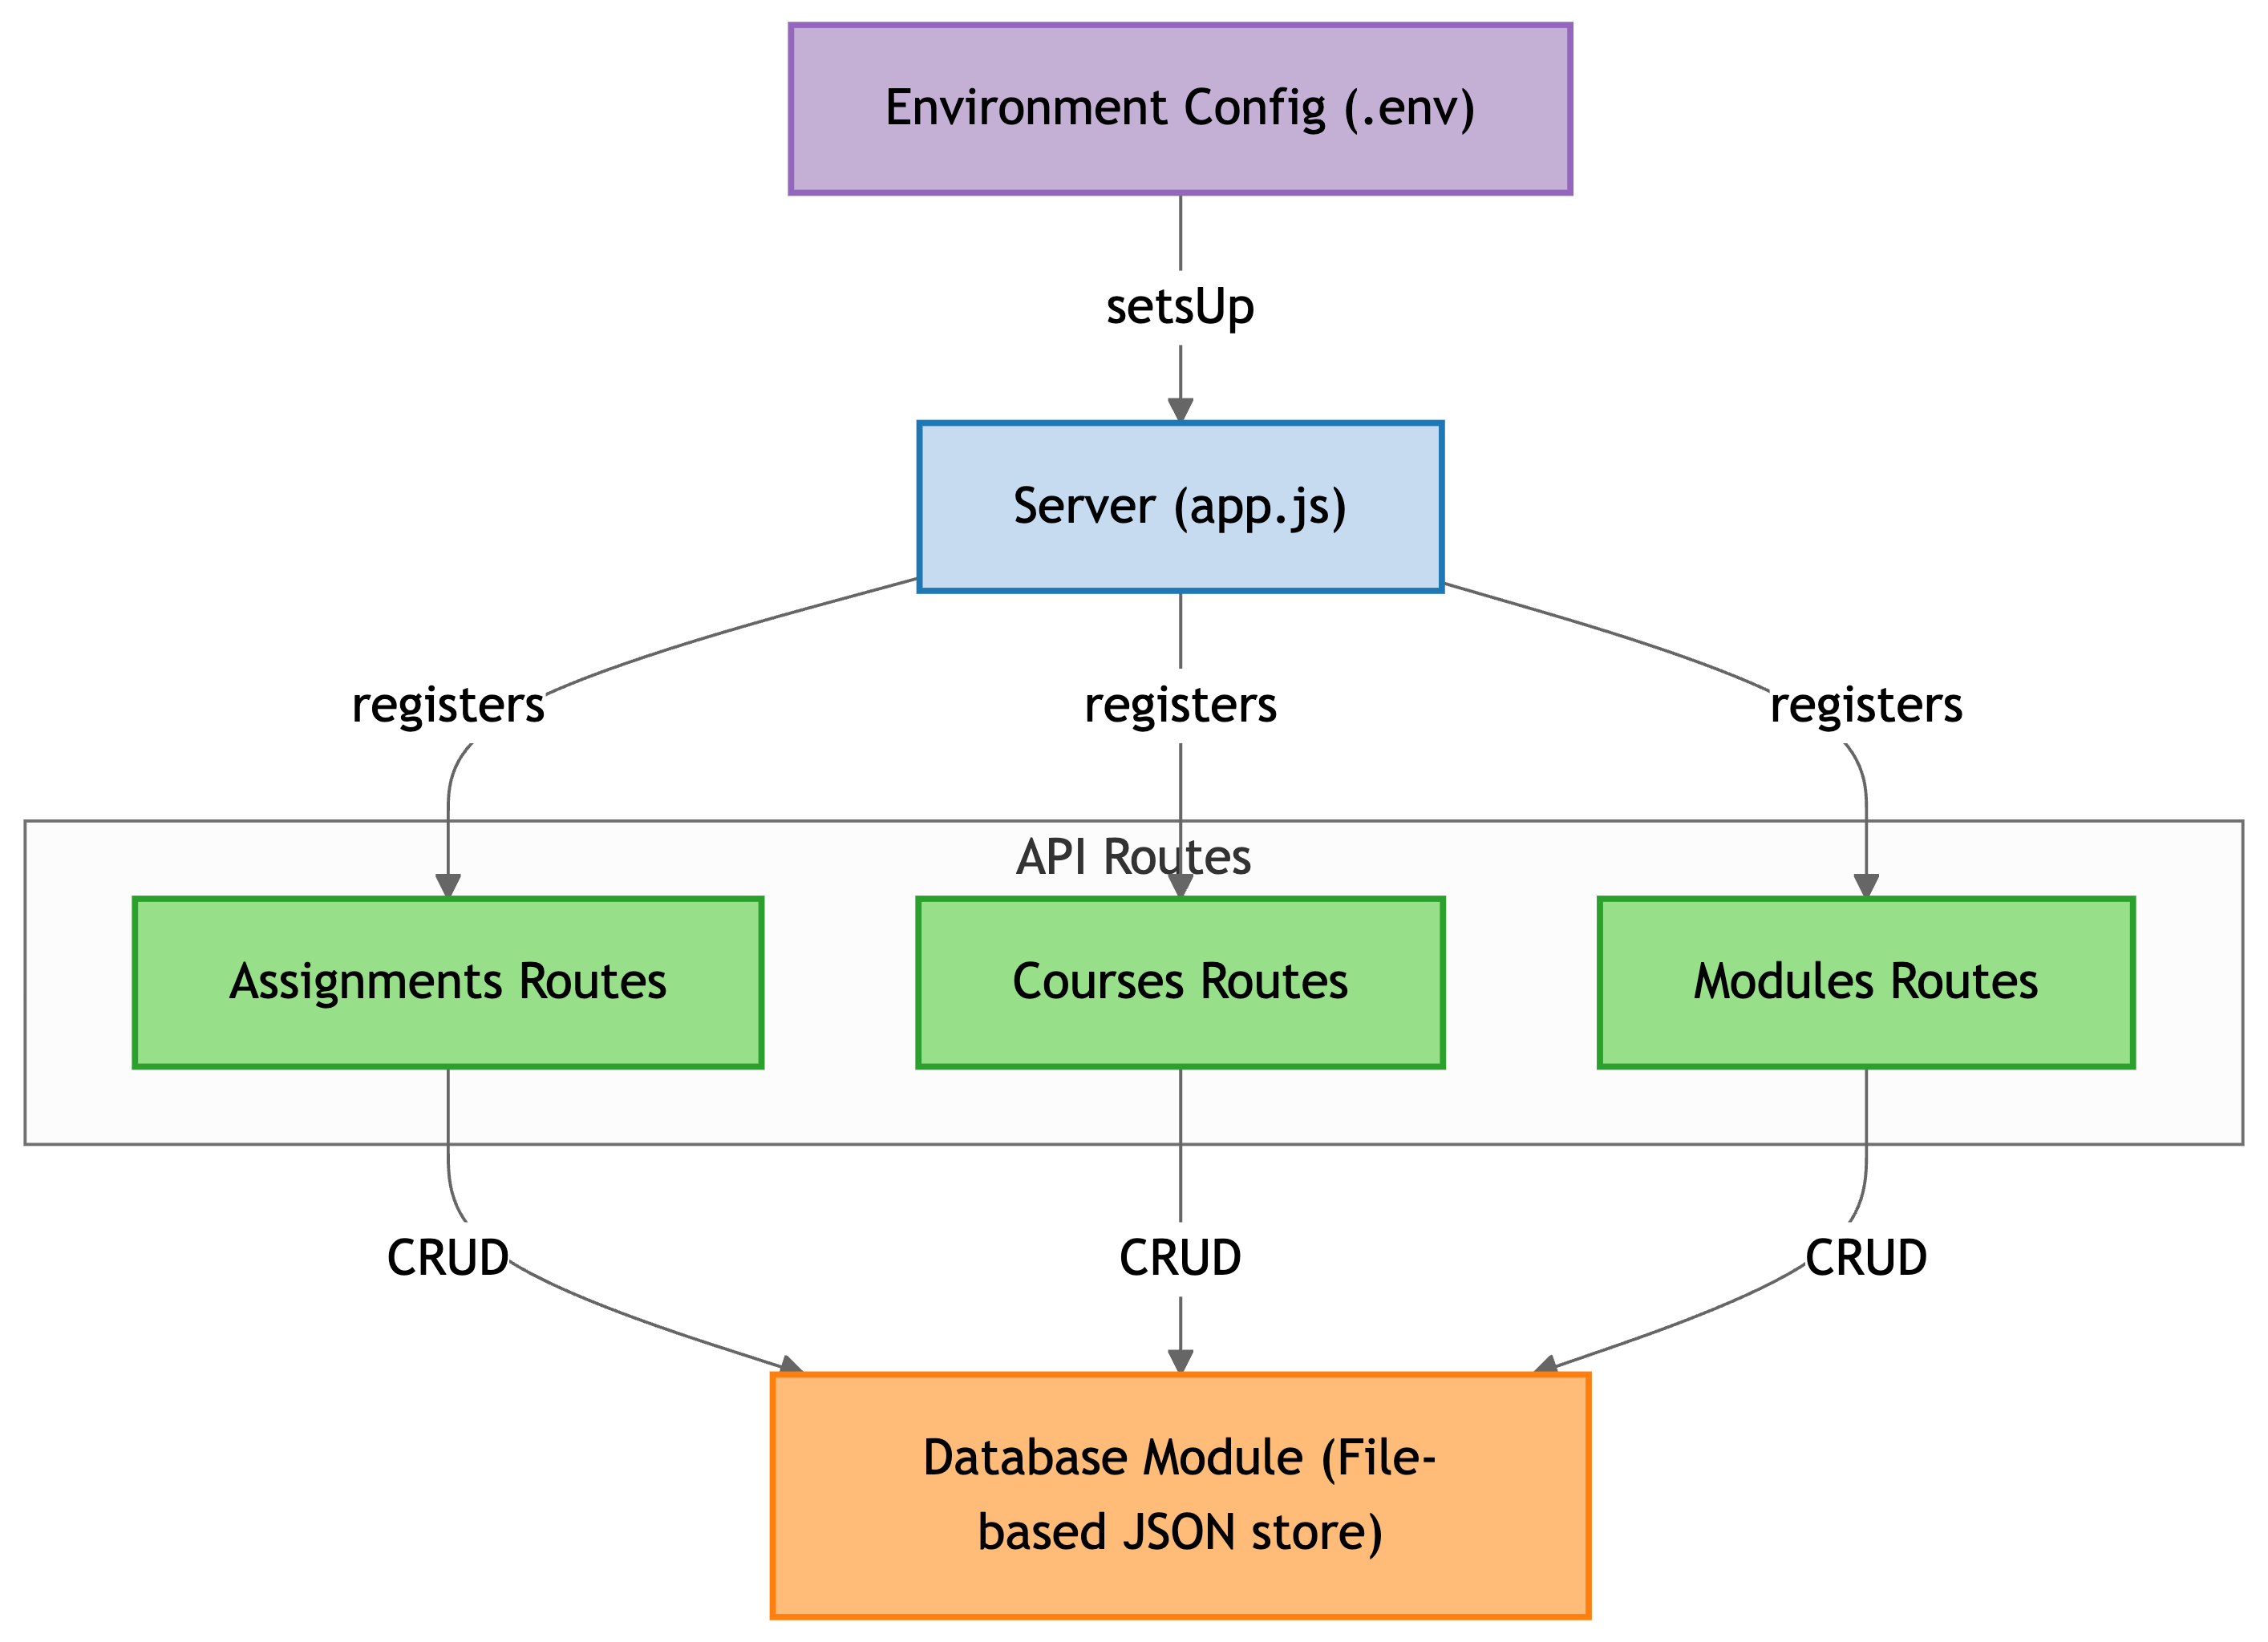 Environment Config (.env)
setsUp
Server (app.js)
registers
registers
registers
API Routes
Assignments Routes
Courses Routes
Modules Routes
CRUD
CRUD
CRUD
Database Module (File-
based JSON store)